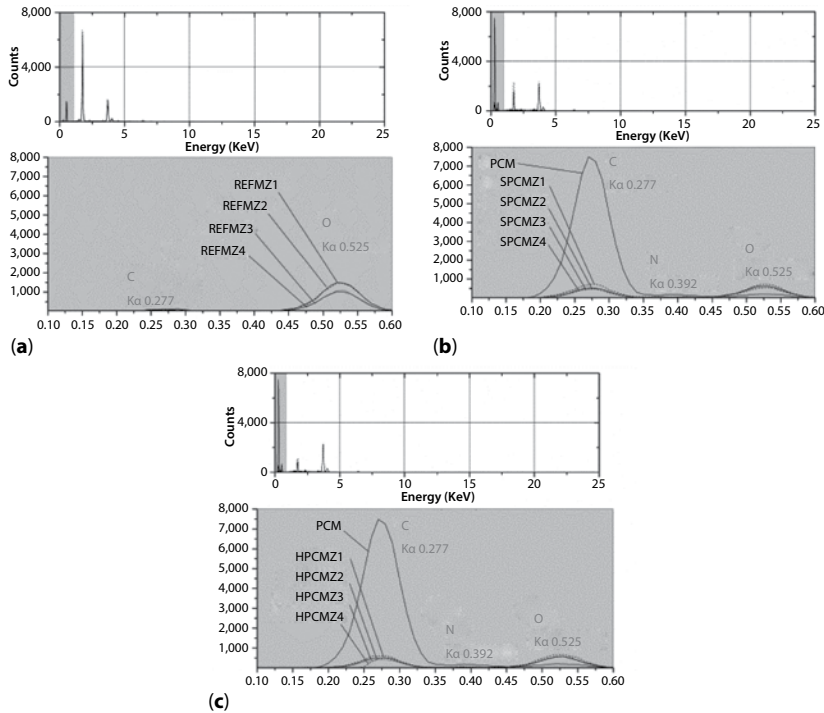 8,000
4,000
0
Counts
0 5 10 15 20 25
Energy (KeV)
8,000
7,000
6,000
5,000
4,000
3,000
2,000
1,000
REFMZ1
REFMZ2
REFMZ3
REFMZ4
O
Kα 0.525
C
Kα 0.277
0.10 0.15 0.20 0.25 0.30 0.35 0.40 0.45 0.50 0.55 0.60
(a)
8,000
4,000
0
Counts
0 5 10 15 20 25
Energy (KeV)
8,000
7,000
6,000
5,000
4,000
3,000
2,000
1,000
PCM
SPCMZ1
SPCMZ2
SPCMZ3
SPCMZ4
C
Kα 0.277
N
Kα 0.392
O
Kα 0.525
0.10 0.15 0.20 0.25 0.30 0.35 0.40 0.45 0.50 0.55 0.60
(b)
8,000
4,000
0
Counts
0 5 10 15 20 25
Energy (KeV)
8,000
7,000
6,000
5,000
4,000
3,000
2,000
1,000
PCM
HPCMZ1
HPCMZ2
HPCMZ3
HPCMZ4
C
Kα 0.277
N
Kα 0.392
O
Kα 0.525
0.10 0.15 0.20 0.25 0.30 0.35 0.40 0.45 0.50 0.55 0.60
(c)